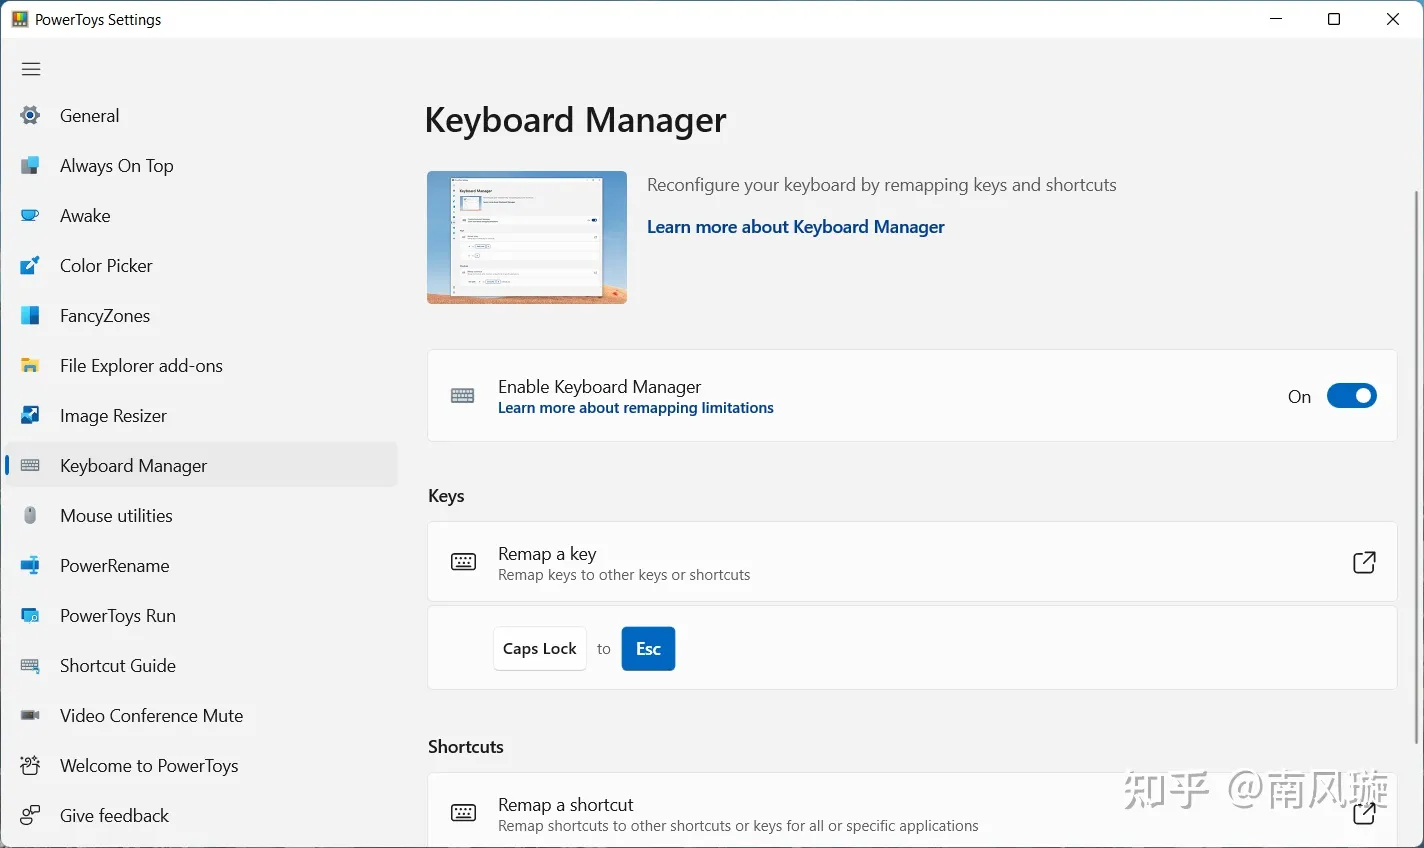 PowerToys Settings
General
Always On Top
Awake
Color Picker
FancyZones
File Explorer add-ons
Image Resizer
Keyboard Manager
Mouse utilities
PowerRename
PowerToys Run
Shortcut Guide
Video Conference Mute
Welcome to PowerToys
Give feedback
Keyboard Manager
Keyboard Manager
Reconfigure your keyboard by remapping keys and shortcuts
Learn more about Keyboard Manager
Enable Keyboard Manager
Learn more about remapping limitations
On
Keys
Remap a key
Remap keys to other keys or shortcuts
Caps Lock to Esc
Shortcuts
Remap a shortcut
Remap shortcuts to other shortcuts or keys for all or specific applications
知乎 @南风璇